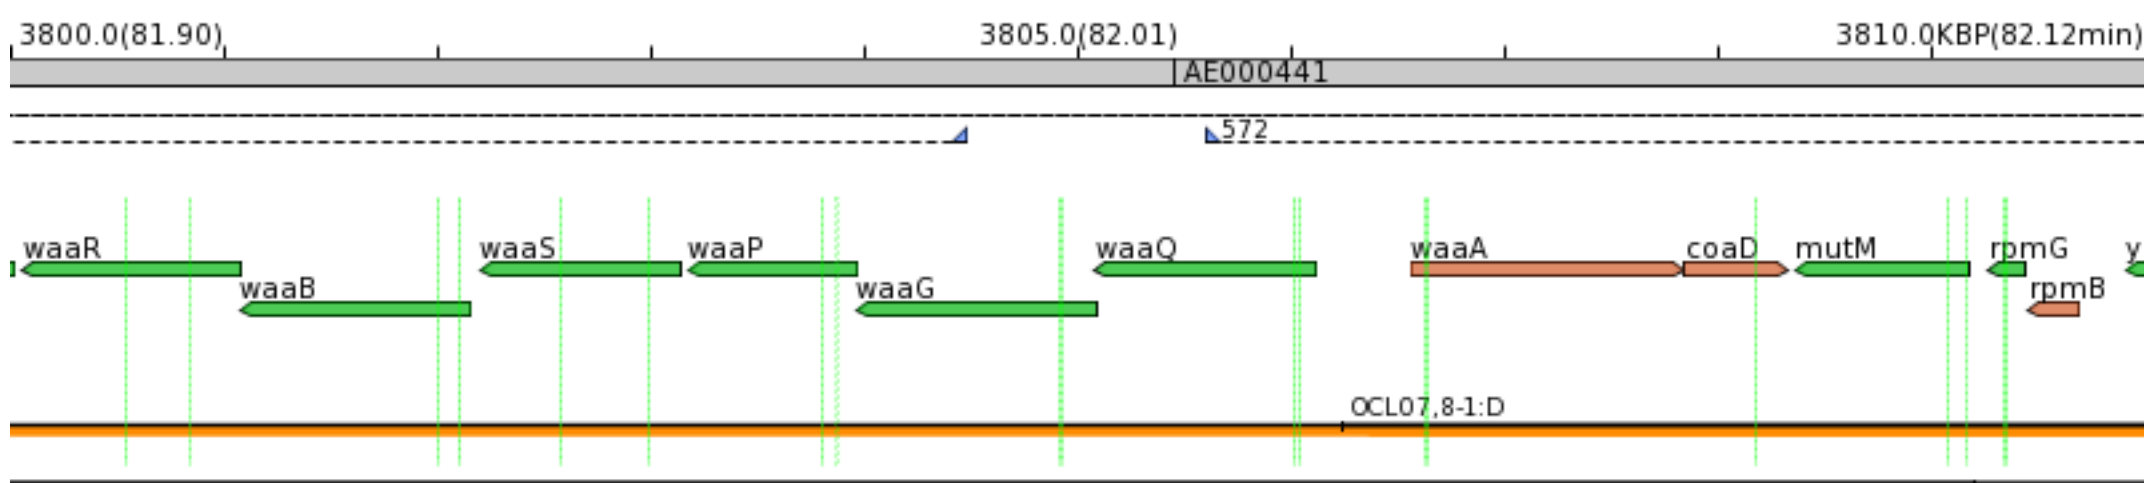 3800.0(81.90) 3805.0(82.01) 3810.0KBP(82.12min)
AE000441
572
waaR waaS waaP waaQ waaA coaD mutM rpmG y
waaB waaG rpmB
OCL07,8-1:D